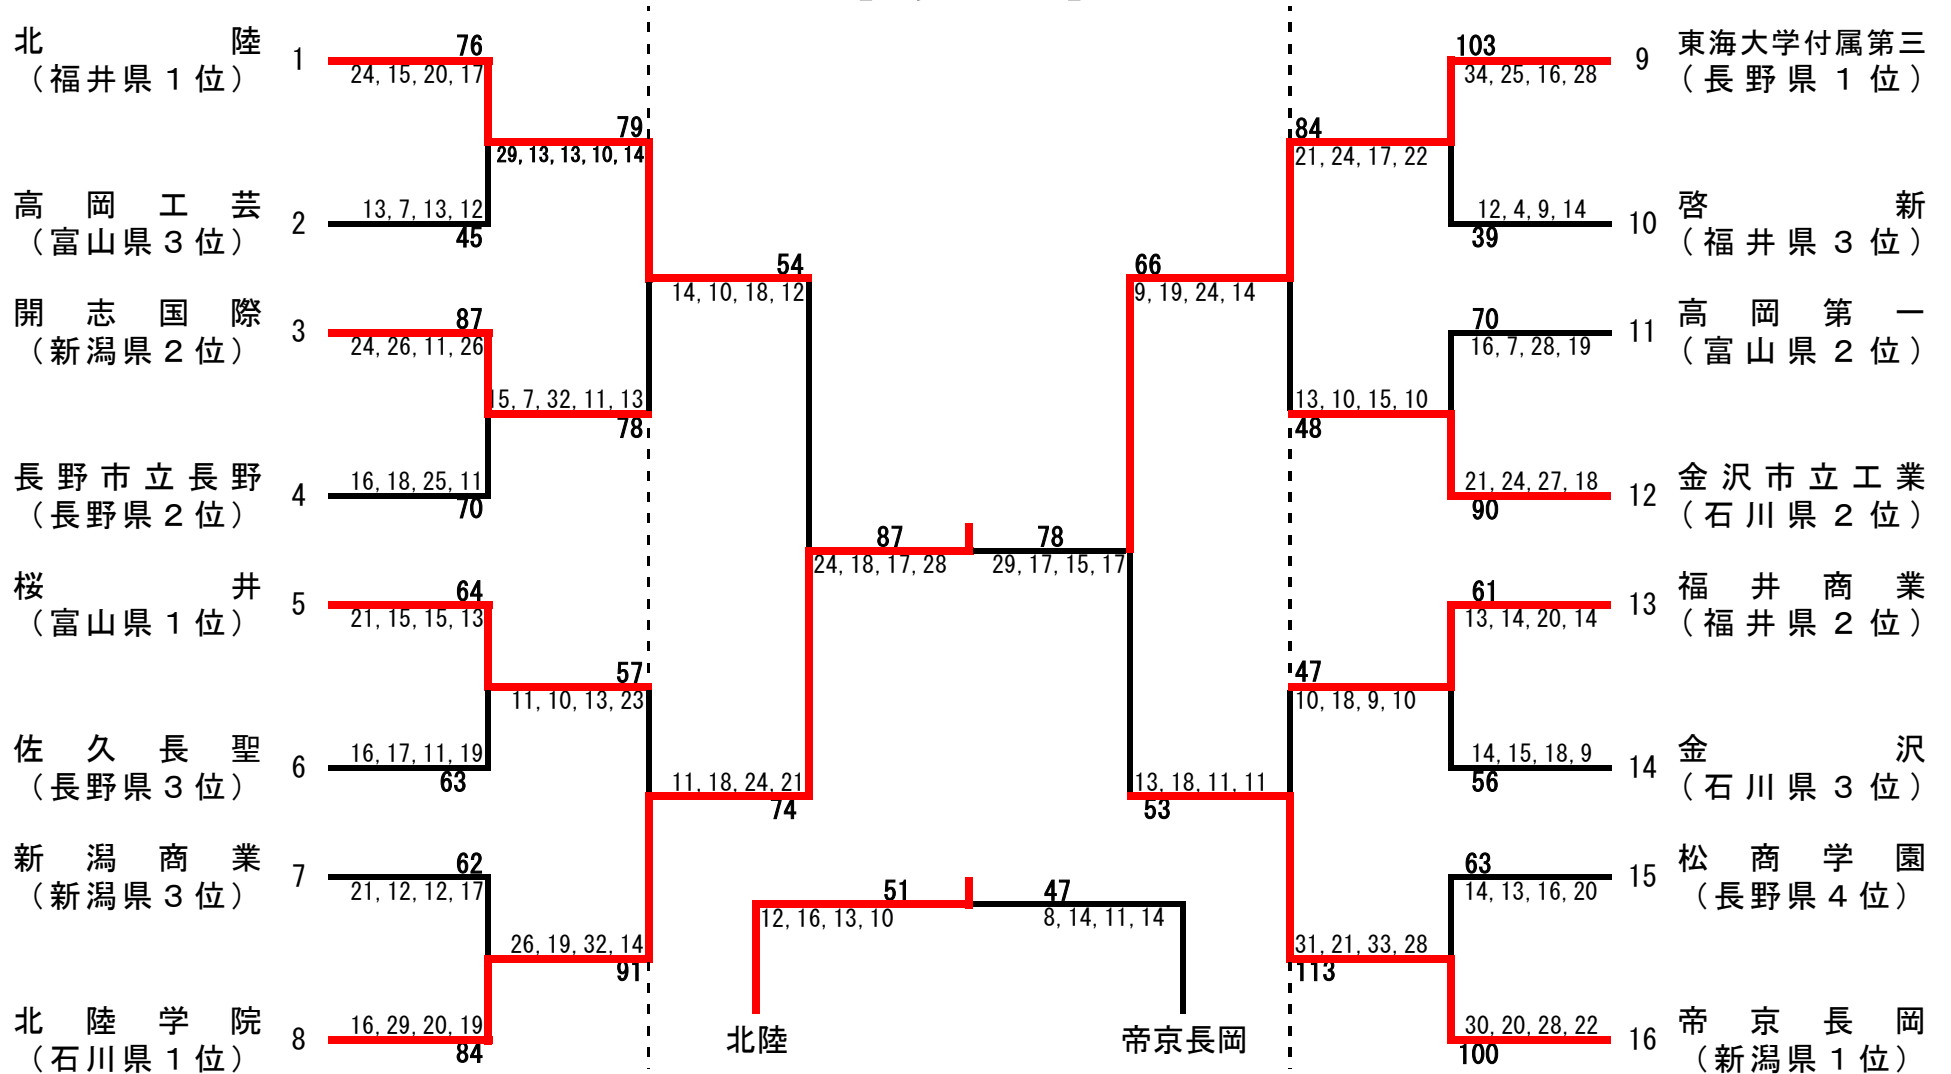 北陸
（福井県１位）
1
76
24, 15, 20, 17
79
29, 13, 13, 10, 14
高岡工芸
（富山県３位）
2
13, 7, 13, 12
45
54
14, 10, 18, 12
開志国際
（新潟県２位）
3
87
24, 26, 11, 26
15, 7, 32, 11, 13
78
長野市立長野
（長野県２位）
4
16, 18, 25, 11
70
87
24, 18, 17, 28
桜井
（富山県１位）
5
64
21, 15, 15, 13
57
11, 10, 13, 23
佐久長聖
（長野県３位）
6
16, 17, 11, 19
63
11, 18, 24, 21
74
新潟商業
（新潟県３位）
7
62
21, 12, 12, 17
26, 19, 32, 14
91
北陸学院
（石川県１位）
8
16, 29, 20, 19
84
51
12, 16, 13, 10
北陸
47
8, 14, 11, 14
帝京長岡
103
34, 25, 16, 28
9
東海大学付属第三
（長野県１位）
84
21, 24, 17, 22
12, 4, 9, 14
39
10
啓新
（福井県３位）
66
9, 19, 24, 14
70
16, 7, 28, 19
11
高岡第一
（富山県２位）
13, 10, 15, 10
48
21, 24, 27, 18
90
12
金沢市立工業
（石川県２位）
78
29, 17, 15, 17
61
13, 14, 20, 14
13
福井商業
（福井県２位）
47
10, 18, 9, 10
14, 15, 18, 9
56
14
金沢
（石川県３位）
13, 18, 11, 11
53
63
14, 13, 16, 20
15
松商学園
（長野県４位）
31, 21, 33, 28
113
30, 20, 28, 22
100
16
帝京長岡
（新潟県１位）